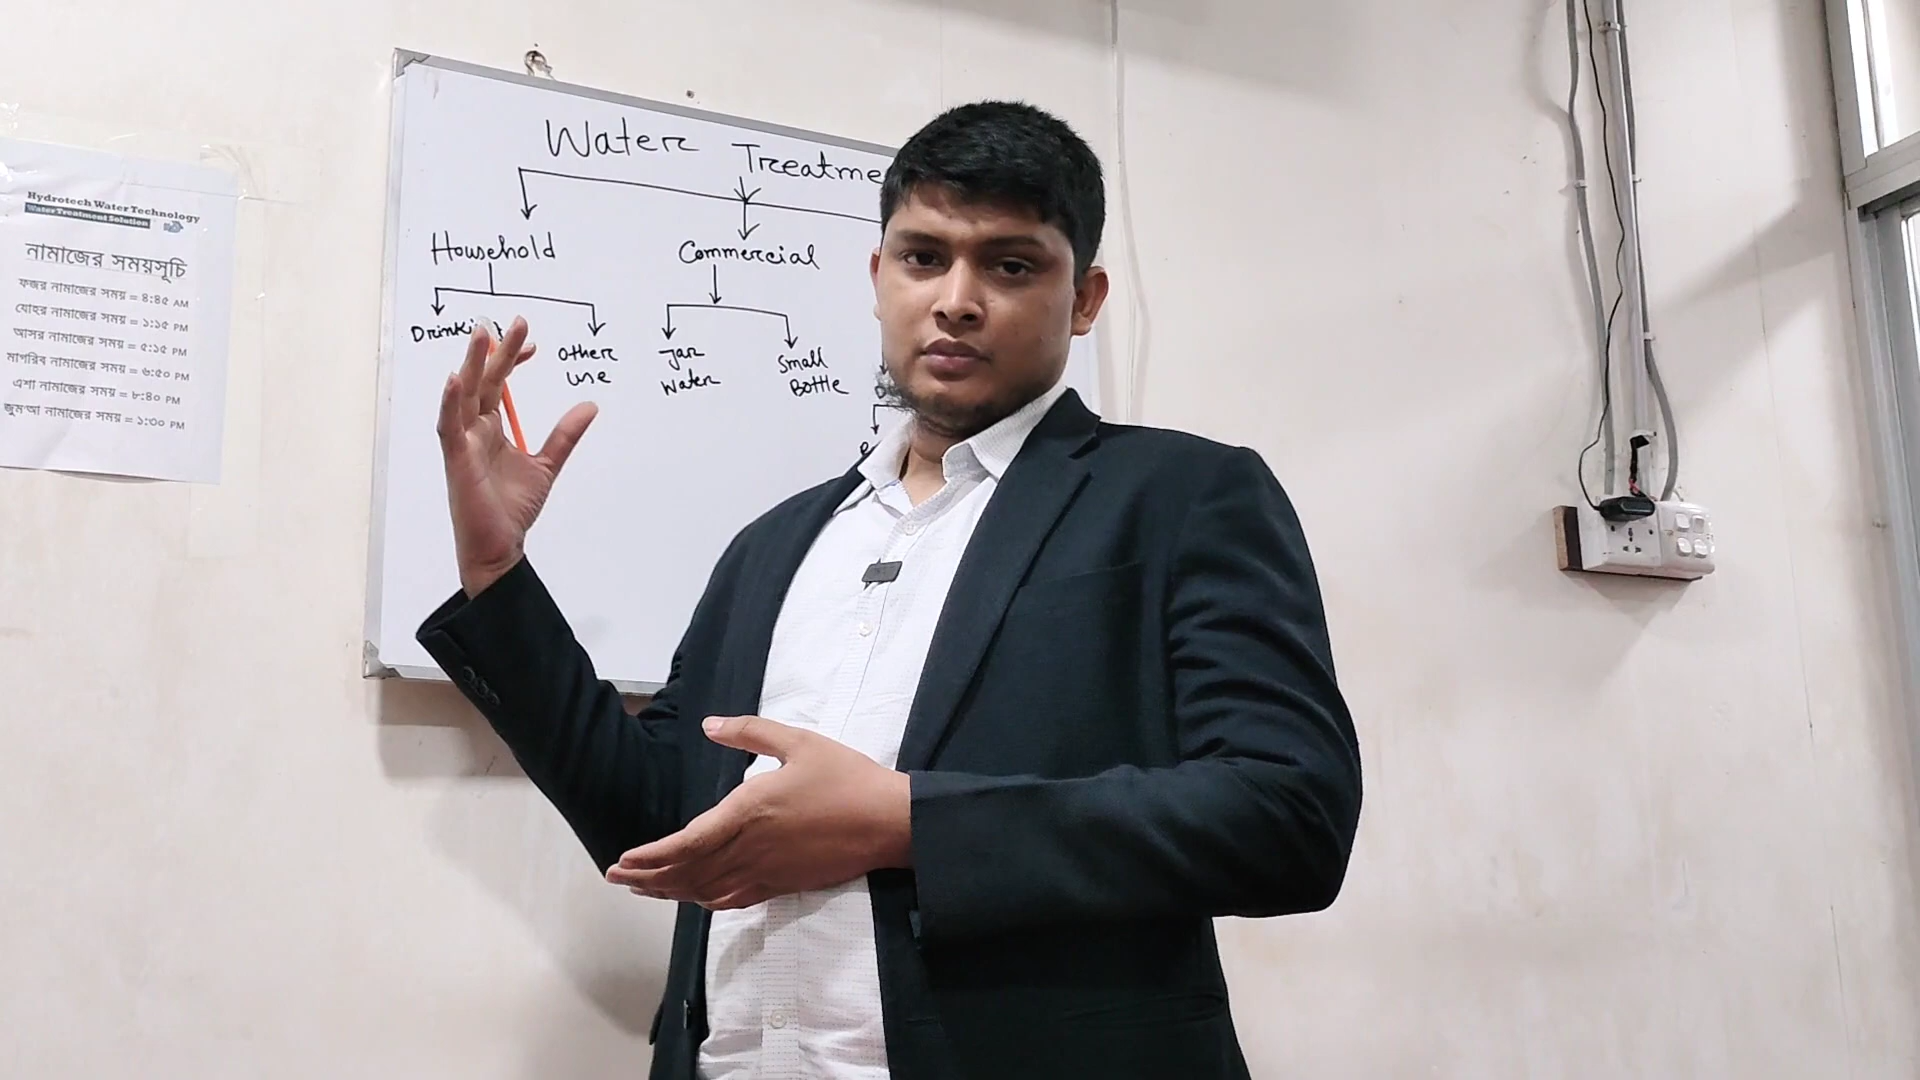 Hydrotech Water Technology
Water Treatment Solution
নামাজের সময়সূচি
ফজর নামাজের সময় = ৪:৪৫ AM
যোহর নামাজের সময় = ১:১৫ PM
আসর নামাজের সময় = ৫:১৫ PM
মাগরিব নামাজের সময় = ৬:৫০ PM
এশা নামাজের সময় = ৮:৪০ PM
জুম'আ নামাজের সময় = ১:৩০ PM
Water Treatme
Household
Commercial
Drinking
Other
use
Jar
Water
Small
Bottle